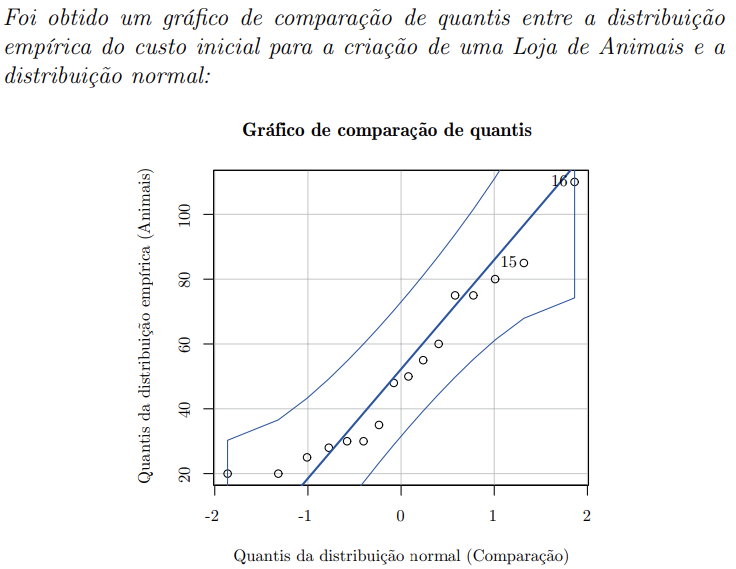 Foi obtido um gráfico de comparação de quantis entre a distribuição
empírica do custo inicial para a criação de uma Loja de Animais e a
distribuição normal:
Gráfico de comparação de quantis
Quantis da distribuição empírica (Animais)
100
80
60
40
20
16
15
-2 -1 0 1 2
Quantis da distribuição normal (Comparação)